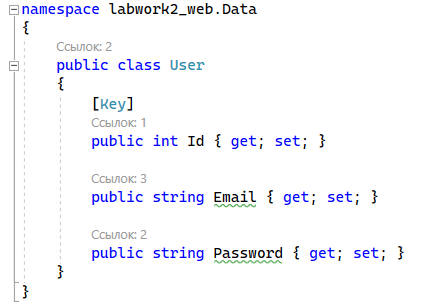 namespace labwork2_web.Data
{
Ссылок: 2
public class User
{
[Key]
Ссылок: 1
public int Id { get; set; }
Ссылок: 3
public string Email { get; set; }
Ссылок: 2
public string Password { get; set; }
}
}